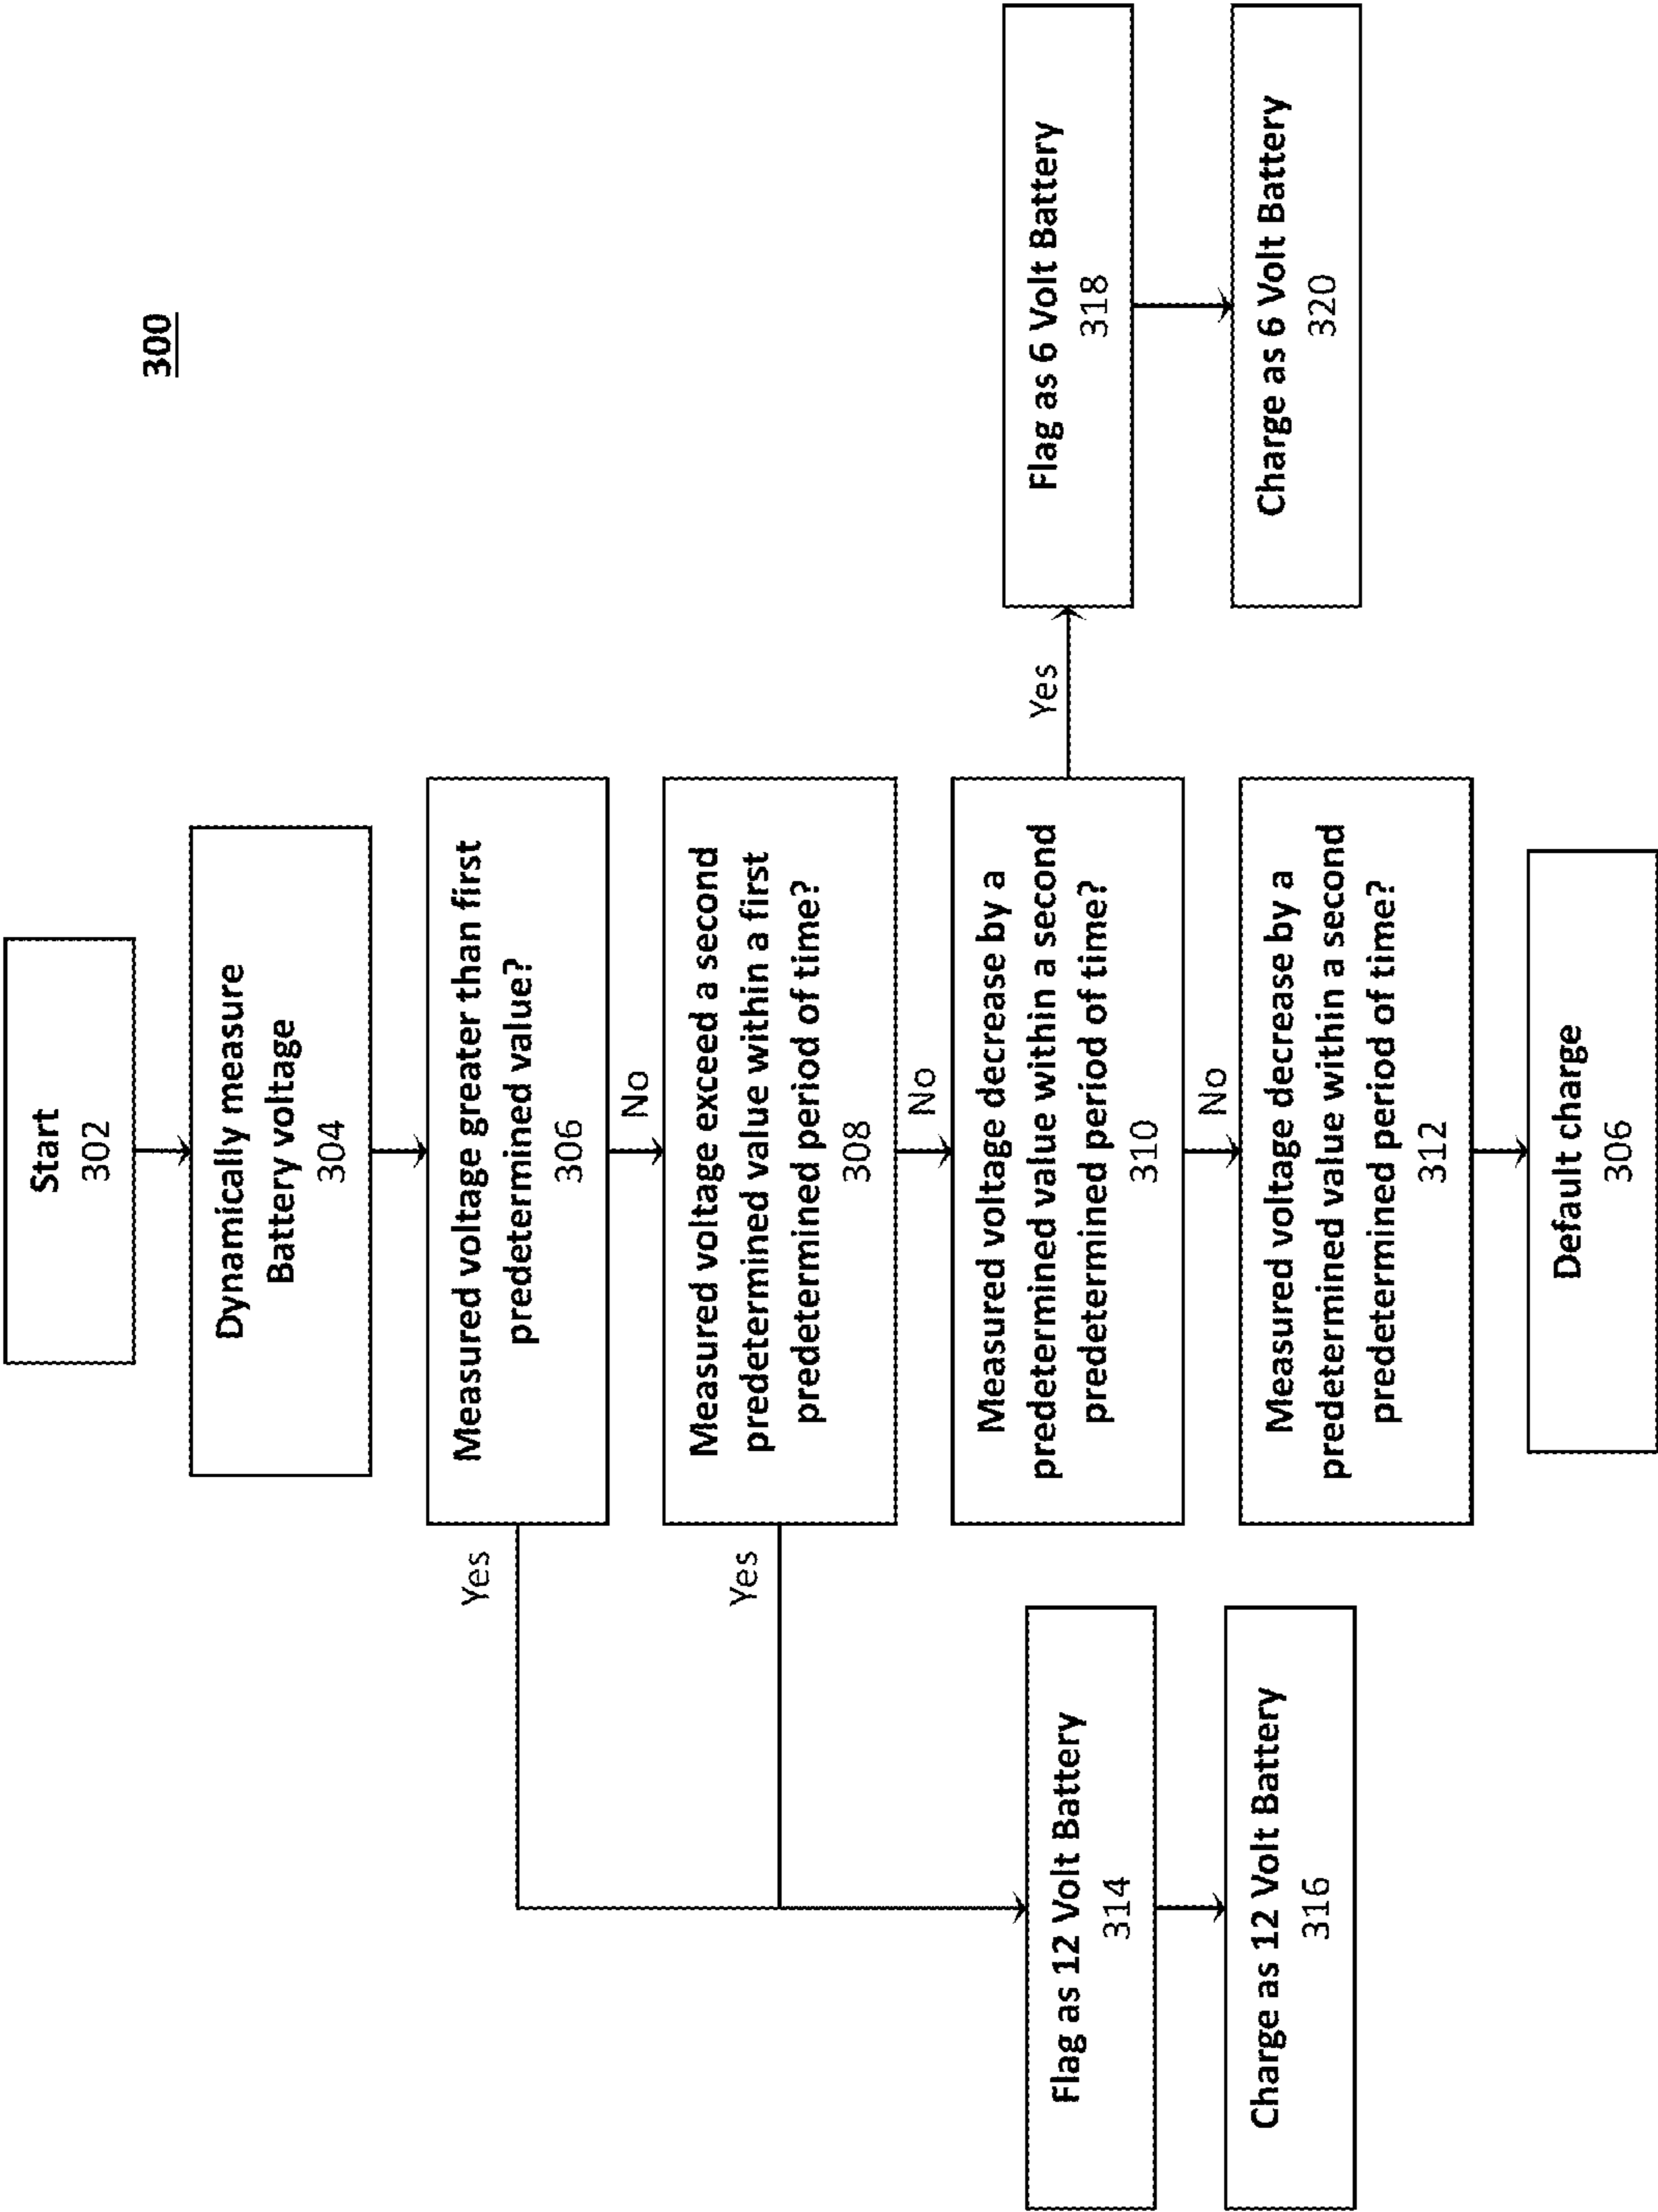 300
Start
302
Dynamically measure
Battery voltage
304
Measured voltage greater than first
predetermined value?
306
Yes
No
Measured voltage exceed a second
predetermined value within a first
predetermined period of time?
308
Yes
No
Measured voltage decrease by a
predetermined value within a second
predetermined period of time?
310
Yes
No
Measured voltage decrease by a
predetermined value within a second
predetermined period of time?
312
Default charge
306
Flag as 12 Volt Battery
314
Charge as 12 Volt Battery
316
Flag as 6 Volt Battery
318
Charge as 6 Volt Battery
320